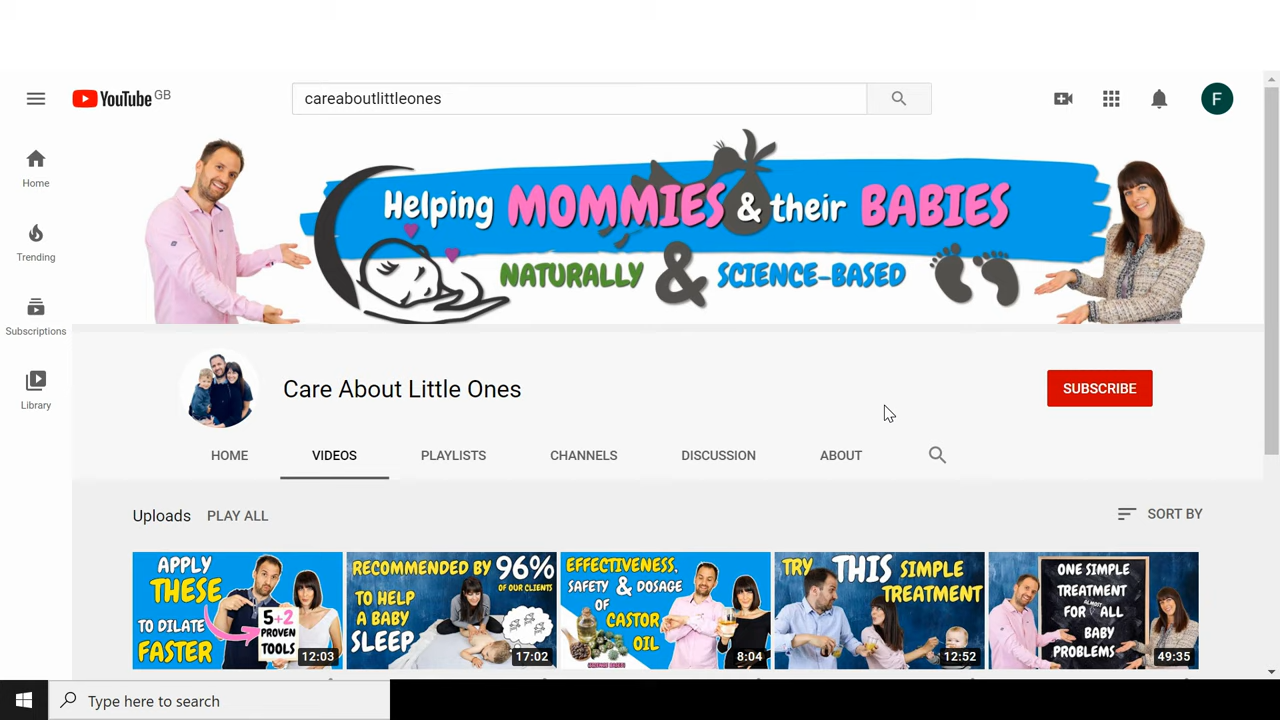 YouTube GB
careaboutlittleones
F
Home
Trending
Subscriptions
Library
Helping MOMMIES & their BABIES
NATURALLY & SCIENCE-BASED
Care About Little Ones
SUBSCRIBE
HOME VIDEOS PLAYLISTS CHANNELS DISCUSSION ABOUT
Uploads PLAY ALL
SORT BY
APPLY
THESE
TO DILATE
FASTER
5+2
PROVEN
TOOLS
12:03
RECOMMENDED BY 96%
OF OUR CLIENTS
TO HELP
A BABY
SLEEP
17:02
EFFECTIVENESS,
SAFETY & DOSAGE
OF
CASTOR
OIL
8:04
TRY THIS SIMPLE
TREATMENT
12:52
ONE SIMPLE
TREATMENT
FOR ALMOST ALL
BABY
PROBLEMS
49:35
Type here to search